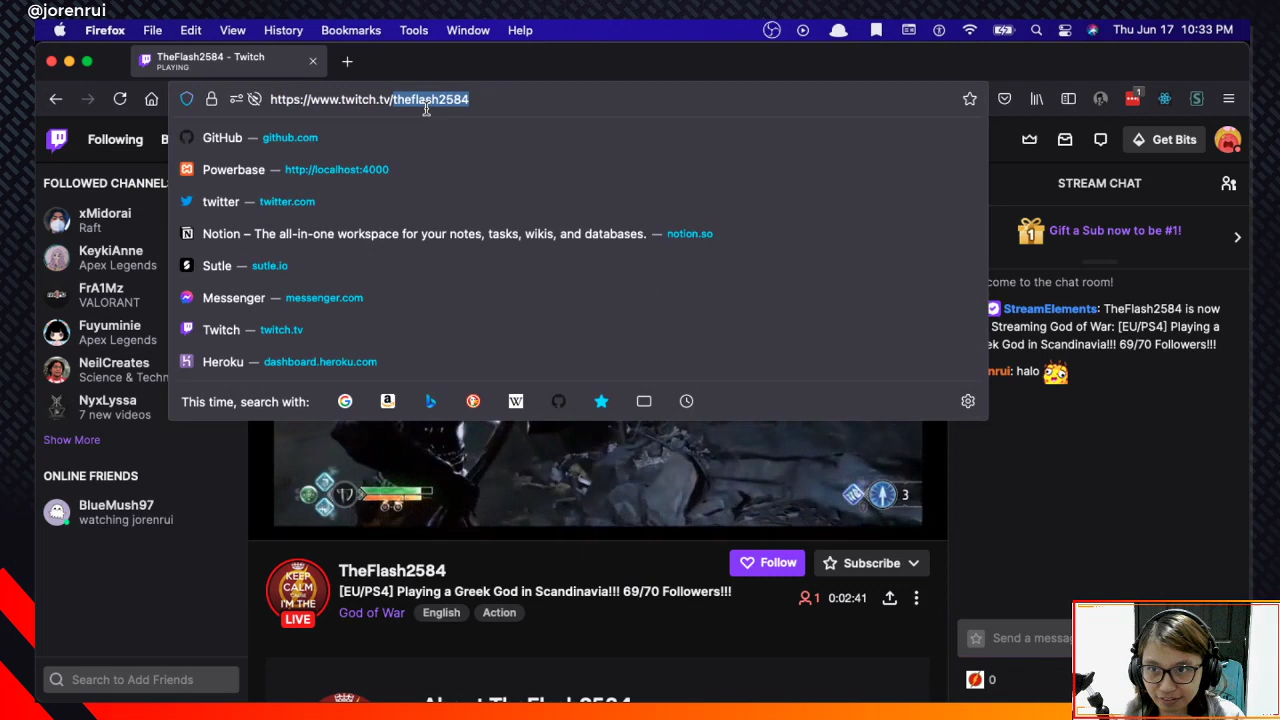 @jorenrui
Firefox File Edit View History Bookmarks Tools Window Help Thu Jun 17 10:33 PM
TheFlash2584 - Twitch
PLAYING
https://www.twitch.tv/theflash2584
1
GitHub — github.com
Powerbase — http://localhost:4000
twitter — twitter.com
Notion – The all-in-one workspace for your notes, tasks, wikis, and databases. — notion.so
Sutle — sutle.io
Messenger — messenger.com
Twitch — twitch.tv
Heroku — dashboard.heroku.com
This time, search with:
Following B
Get Bits
FOLLOWED CHANNELS
xMidorai
Raft
KeykiAnne
Apex Legends
FrA1Mz
VALORANT
Fuyuminie
Apex Legends
NeilCreates
Science & Techn
NyxLyssa
7 new videos
Show More
ONLINE FRIENDS
BlueMush97
watching jorenrui
Search to Add Friends
3
KEEP
CALM
I'M THE
LIVE
TheFlash2584
[EU/PS4] Playing a Greek God in Scandinavia!!! 69/70 Followers!!!
God of War English Action
Follow
Subscribe
1 0:02:41
About TheFlash2584
STREAM CHAT
1
Gift a Sub now to be #1!
come to the chat room!
StreamElements: TheFlash2584 is now
Streaming God of War: [EU/PS4] Playing a
ek God in Scandinavia!!! 69/70 Followers!!!
nrui: halo
Send a messa
0